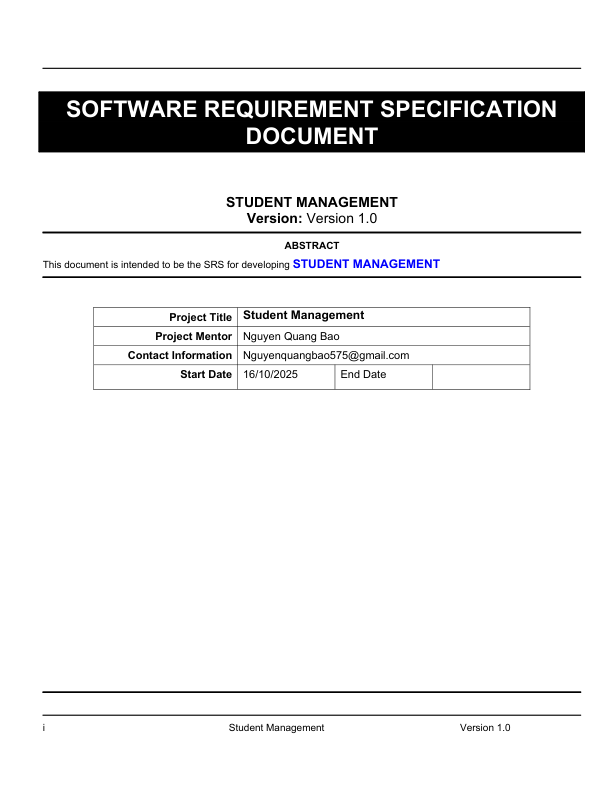 SOFTWARE REQUIREMENT SPECIFICATION
DOCUMENT
STUDENT MANAGEMENT
Version: Version 1.0
ABSTRACT
This document is intended to be the SRS for developing STUDENT MANAGEMENT
Project Title Student Management
Project Mentor Nguyen Quang Bao
Contact Information Nguyenquangbao575@gmail.com
Start Date 16/10/2025 End Date
i Student Management Version 1.0